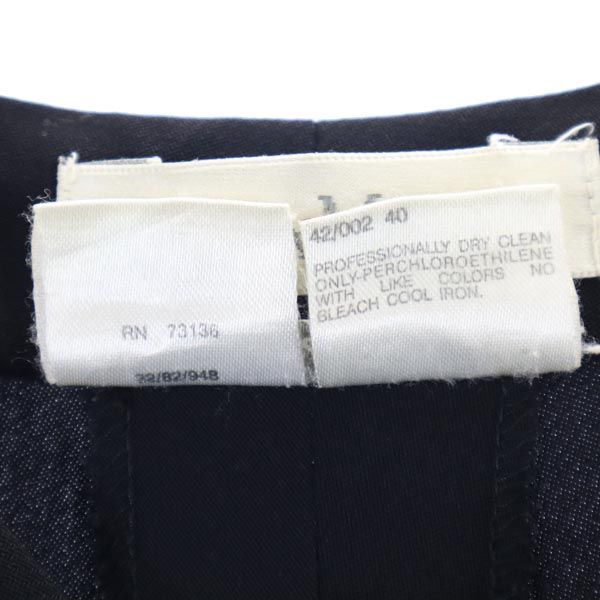 RN 73136
22/82/948
42/002 40
PROFESSIONALLY DRY CLEAN
ONLY-PERCHLOROETHILENE
WITH LIKE COLORS NO
BLEACH COOL IRON.